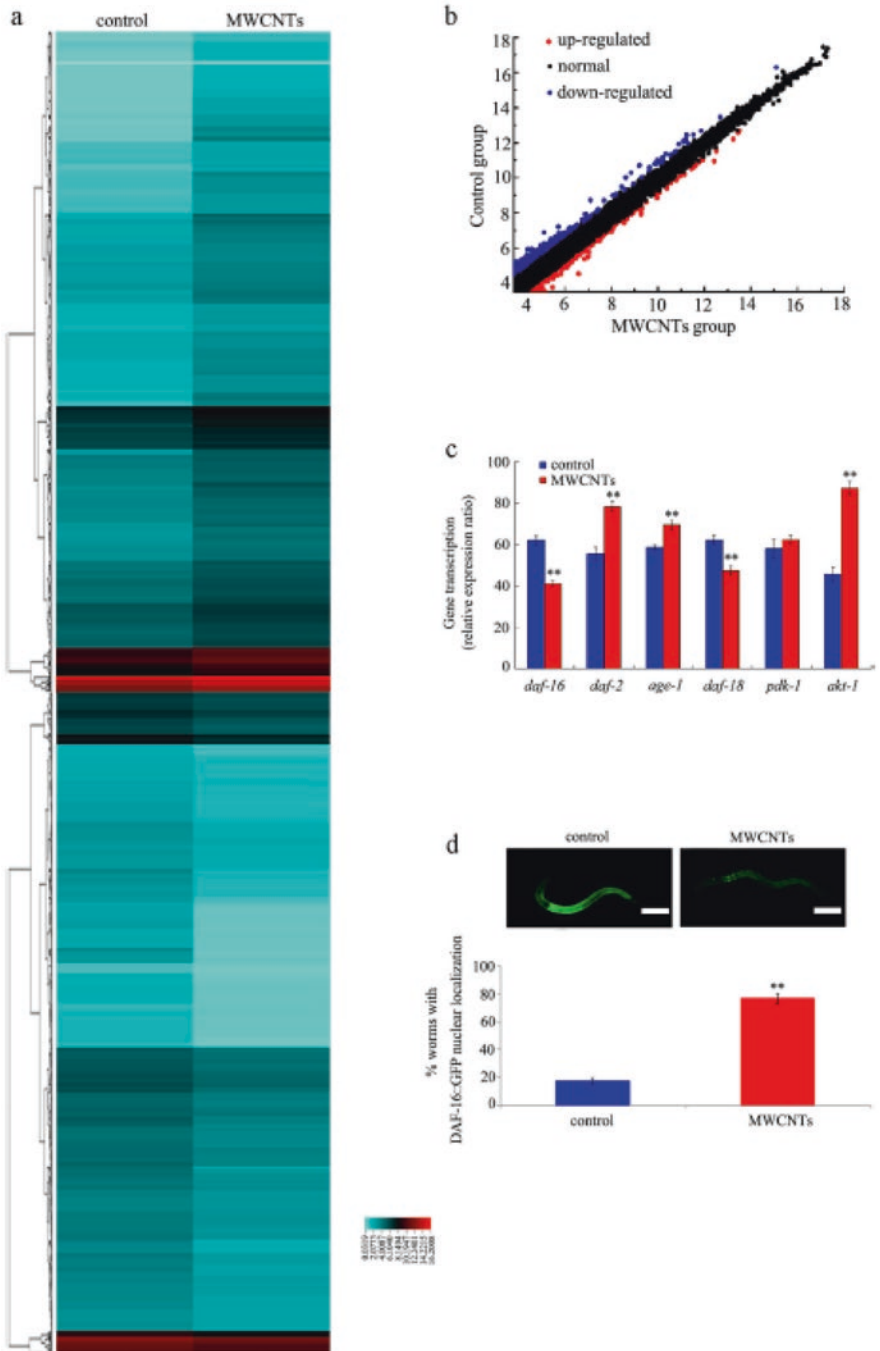 a
control MWCNTs
b
up-regulated
normal
down-regulated
Control group
18
16
14
12
10
8
6
4
4 6 8 10 12 14 16 18
MWCNTs group
c
control
MWCNTs
Gene transcription
(relative expression ratio)
100
80
60
40
20
0
** ** ** ** **
daf-16 daf-2 age-1 daf-18 pdk-1 akt-1
d
control MWCNTs
% worms with
DAF-16::GFP nuclear localization
100
80
60
40
20
0
**
control MWCNTs